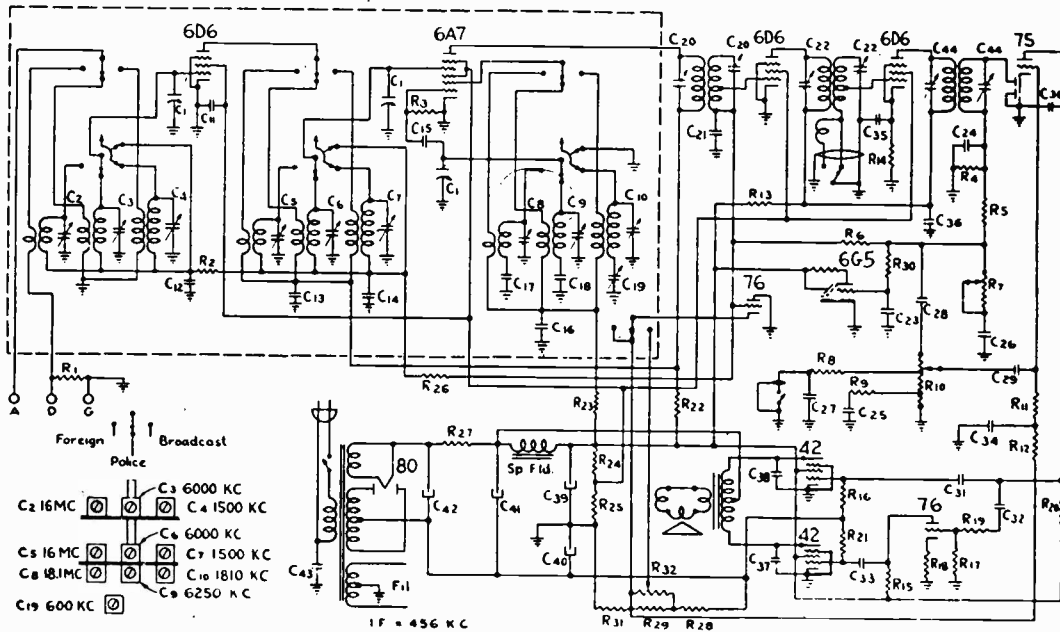 6D6
6A7
C20
C20
6D6
C22
C22
6D6
C44
C44
75
C1
C11
C1
R3
C15
C1
C21
C35
R14
C24
R4
C30
C2
C3
C4
C5
C6
C7
C8
C9
C10
R13
C36
R5
R2
C12
C13
C14
C17
C18
C19
C16
R6
6G5
R30
76
C23
C28
R7
C26
R1
A
D
G
R26
R8
R9
R10
C27
C25
C29
R11
Foreign
Broadcast
Police
R23
R22
C34
R12
R27
Sp Fld.
80
C42
C41
C39
R24
R25
C40
42
C38
R16
C31
C2 16MC
C3 6000 KC
C4 1500 KC
C6 6000 KC
C5 16 MC
C7 1500 KC
C8 18.1MC
C10 1810 KC
C9 6250 KC
C19 600 KC
C43
Fil
R32
42
C37
R21
C33
R15
76
R19
C32
R20
R18
R17
R31
R29
R28
IF = 456 KC